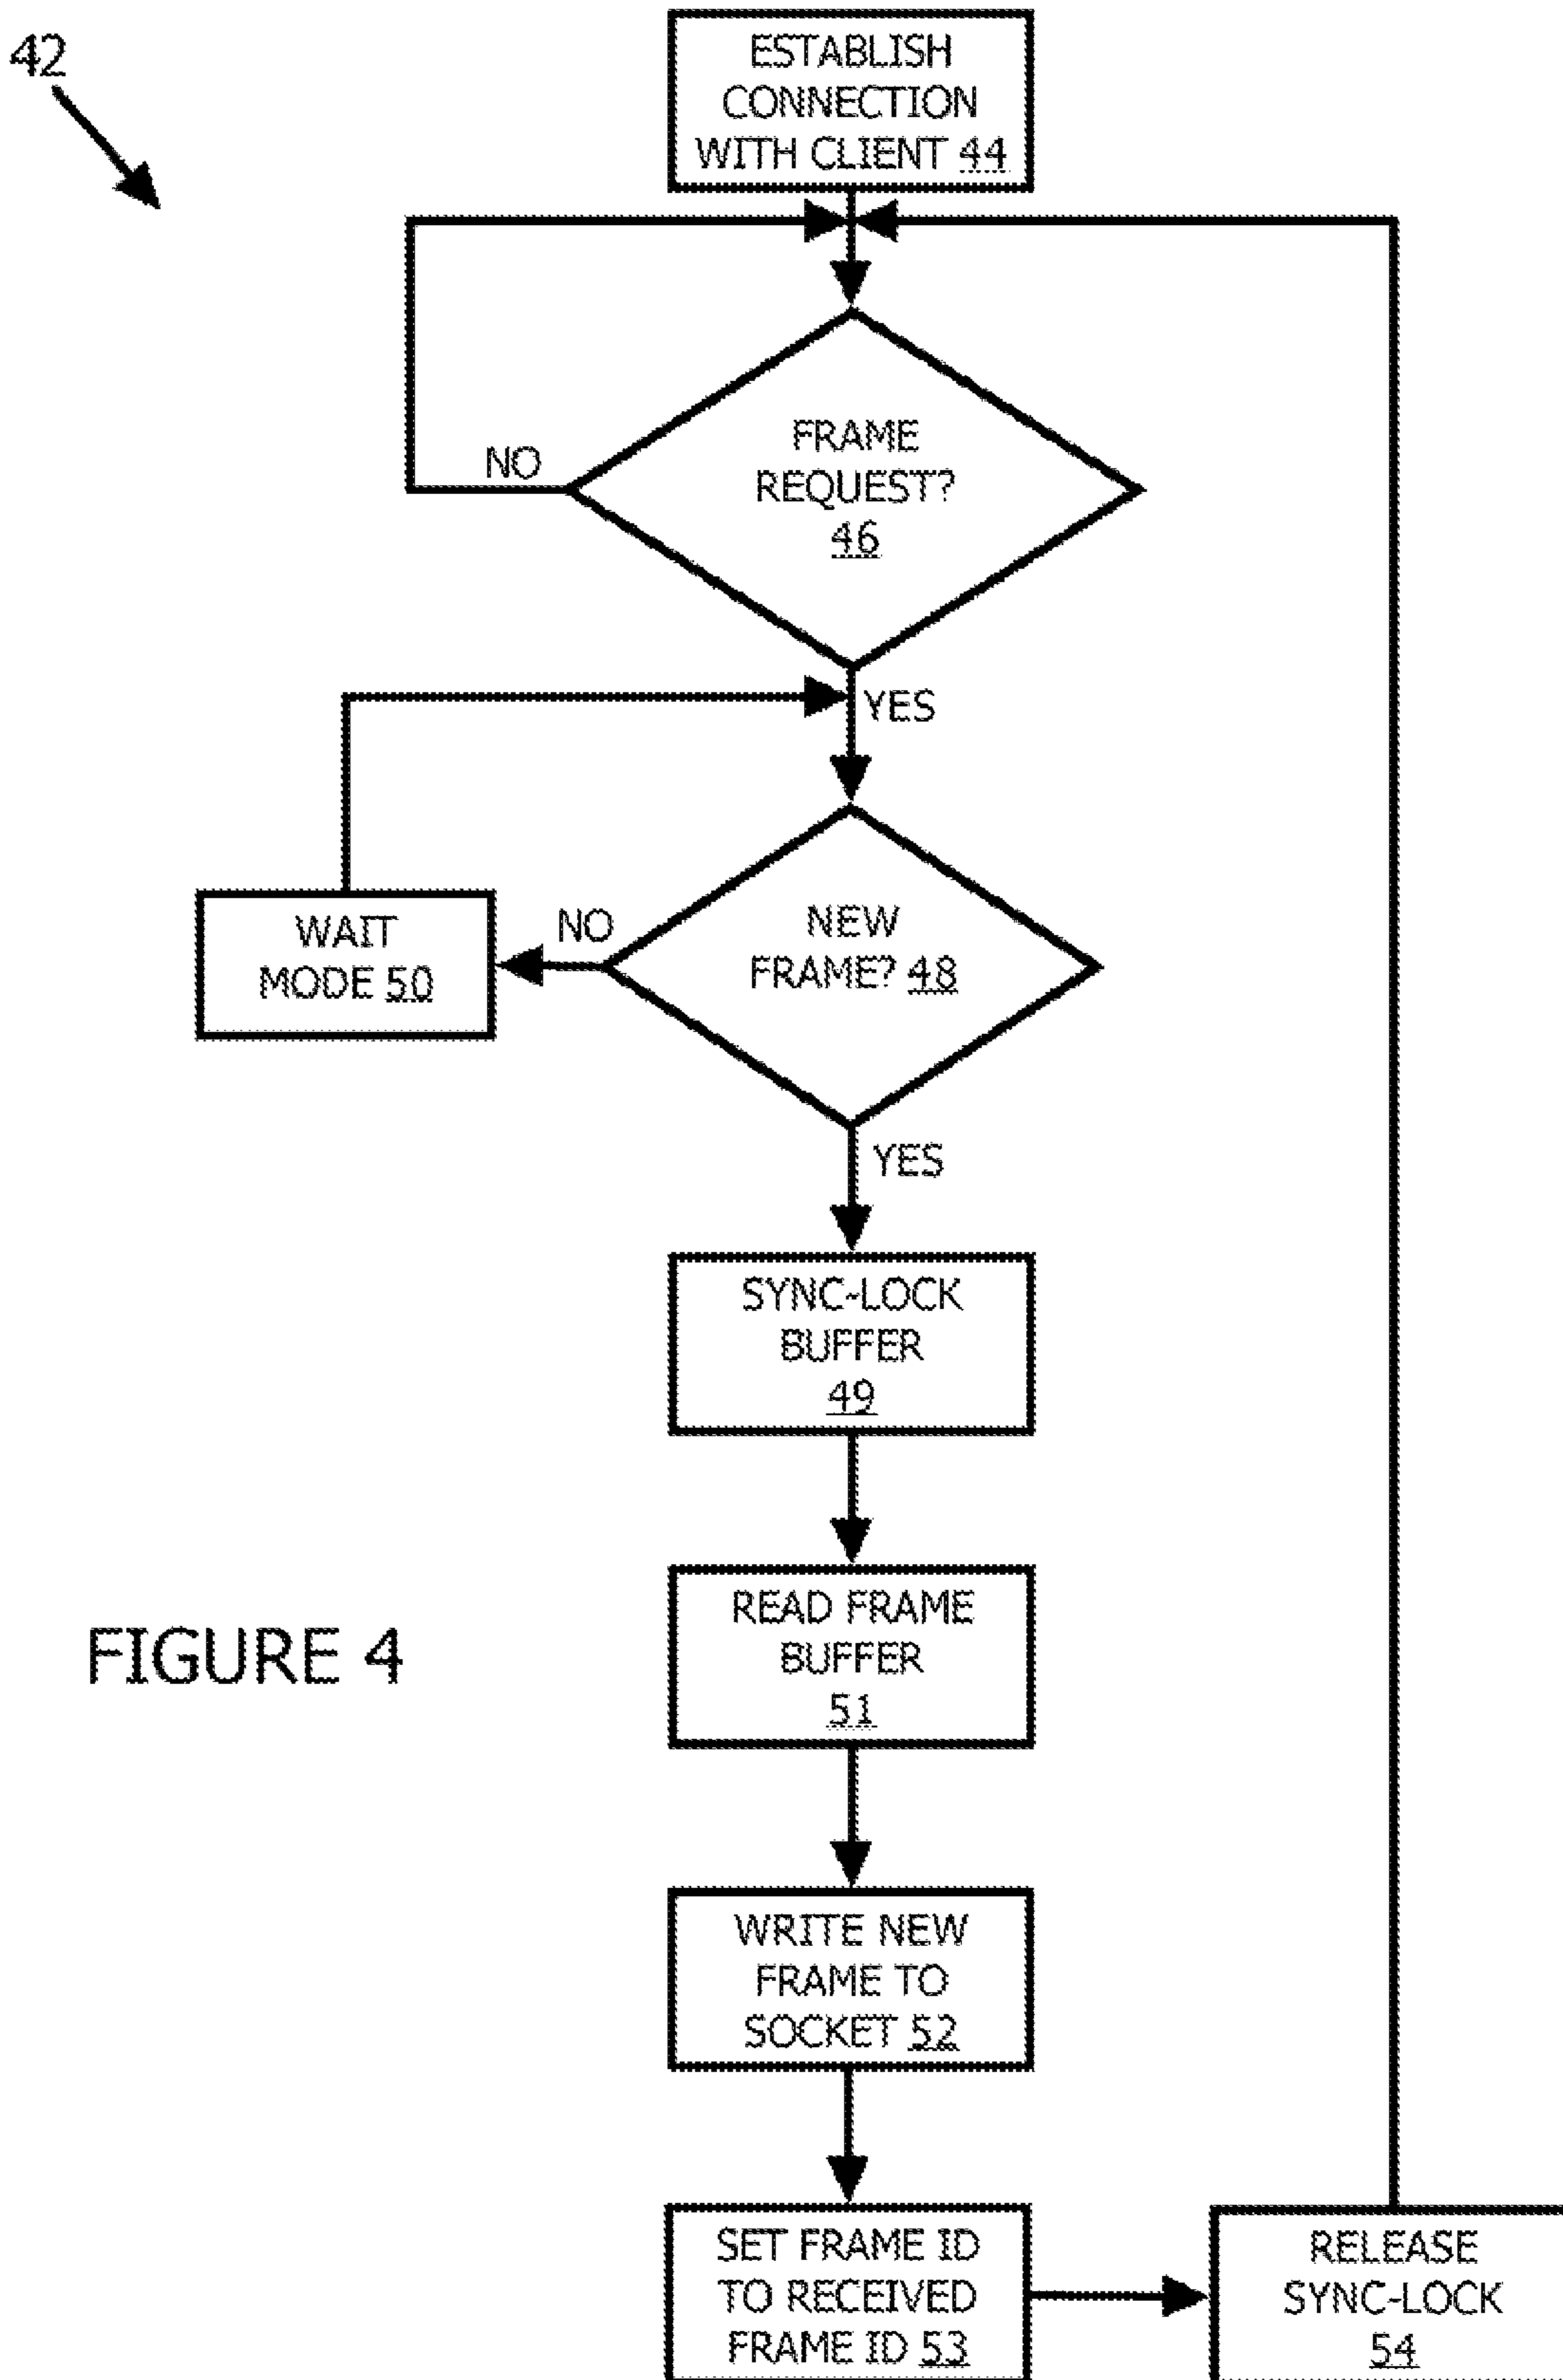 42
ESTABLISH
CONNECTION
WITH CLIENT 44
FRAME
REQUEST?
46
NO
YES
NEW
FRAME? 48
NO
WAIT
MODE 50
YES
SYNC-LOCK
BUFFER
49
READ FRAME
BUFFER
51
FIGURE 4
WRITE NEW
FRAME TO
SOCKET 52
SET FRAME ID
TO RECEIVED
FRAME ID 53
RELEASE
SYNC-LOCK
54